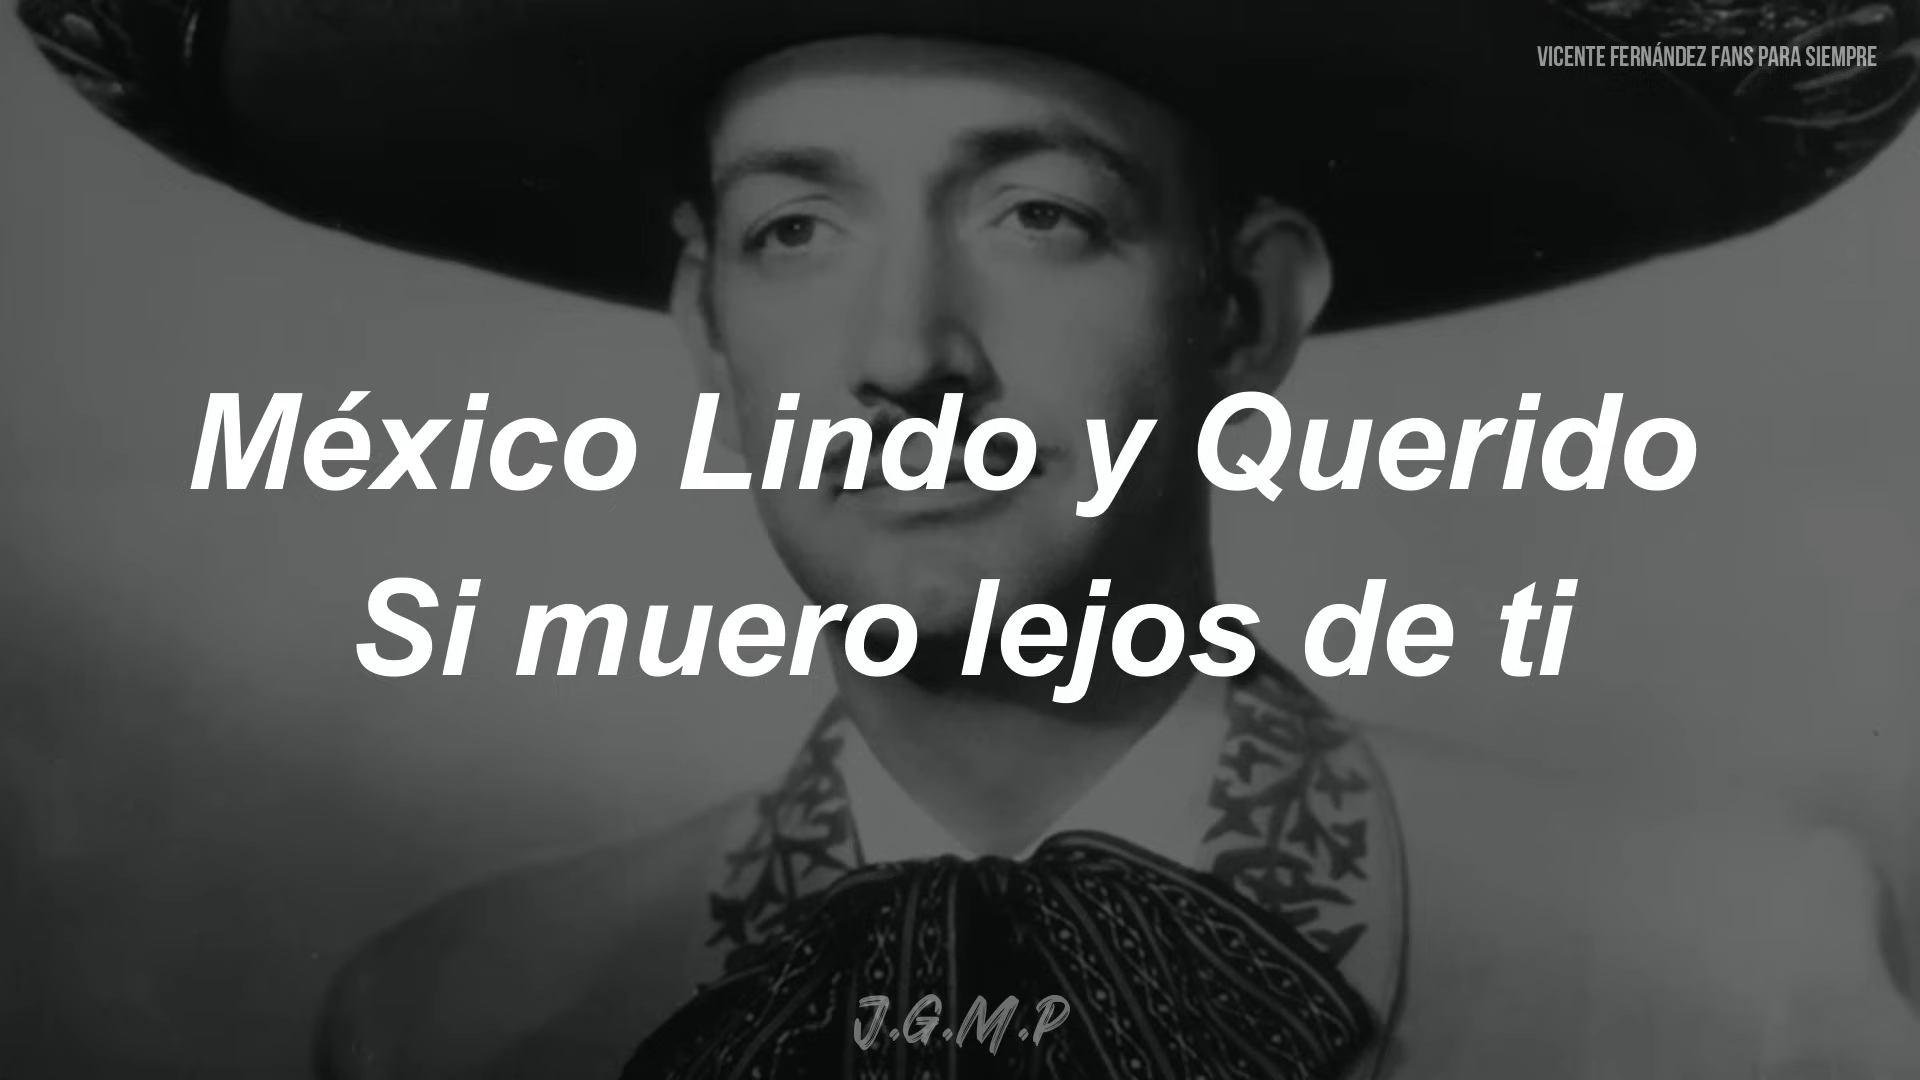 VICENTE FERNÁNDEZ FANS PARA SIEMPRE
México Lindo y Querido
Si muero lejos de ti
J.G.M.P